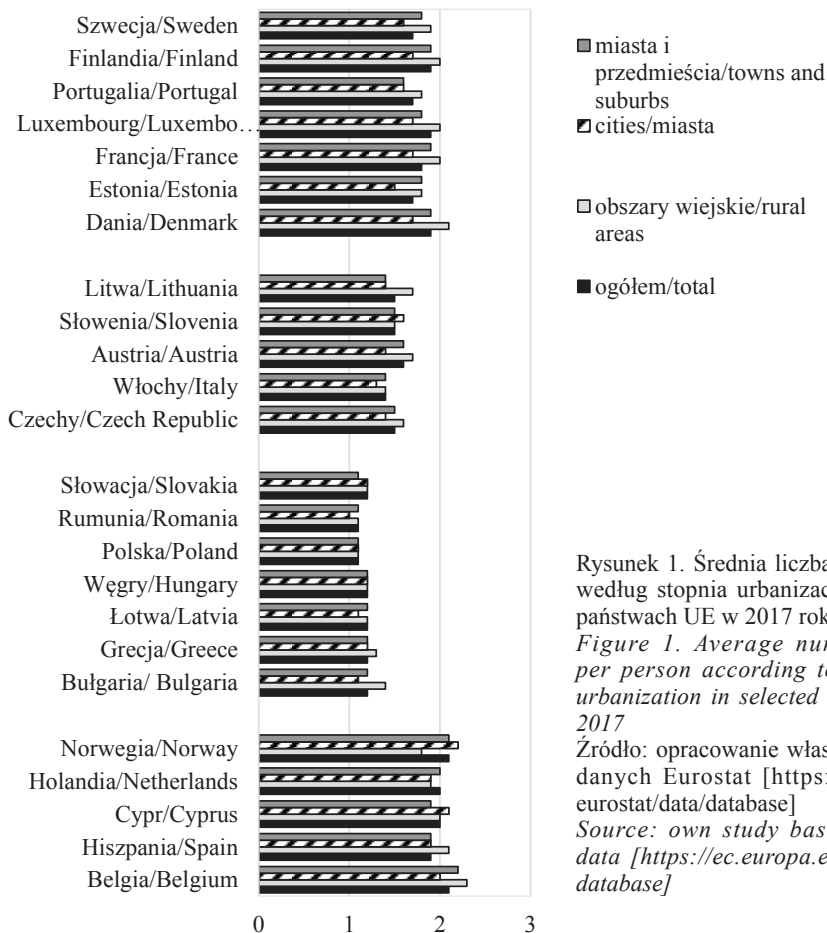 Szwecja/Sweden
Finlandia/Finland
Portugalia/Portugal
Luxembourg/Luxembo…
Francja/France
Estonia/Estonia
Dania/Denmark
Litwa/Lithuania
Słowenia/Slovenia
Austria/Austria
Włochy/Italy
Czechy/Czech Republic
Słowacja/Slovakia
Rumunia/Romania
Polska/Poland
Węgry/Hungary
Łotwa/Latvia
Grecja/Greece
Bułgaria/ Bulgaria
Norwegia/Norway
Holandia/Netherlands
Cypr/Cyprus
Hiszpania/Spain
Belgia/Belgium
0 1 2 3
miasta i
przedmieścia/towns and
suburbs
cities/miasta
obszary wiejskie/rural
areas
ogółem/total
Rysunek 1. Średnia liczba
według stopnia urbanizac
państwach UE w 2017 rok
Figure 1. Average nur
per person according to
urbanization in selected
2017
Źródło: opracowanie włas
danych Eurostat [https:
eurostat/data/database]
Source: own study bas
data [https://ec.europa.e
database]